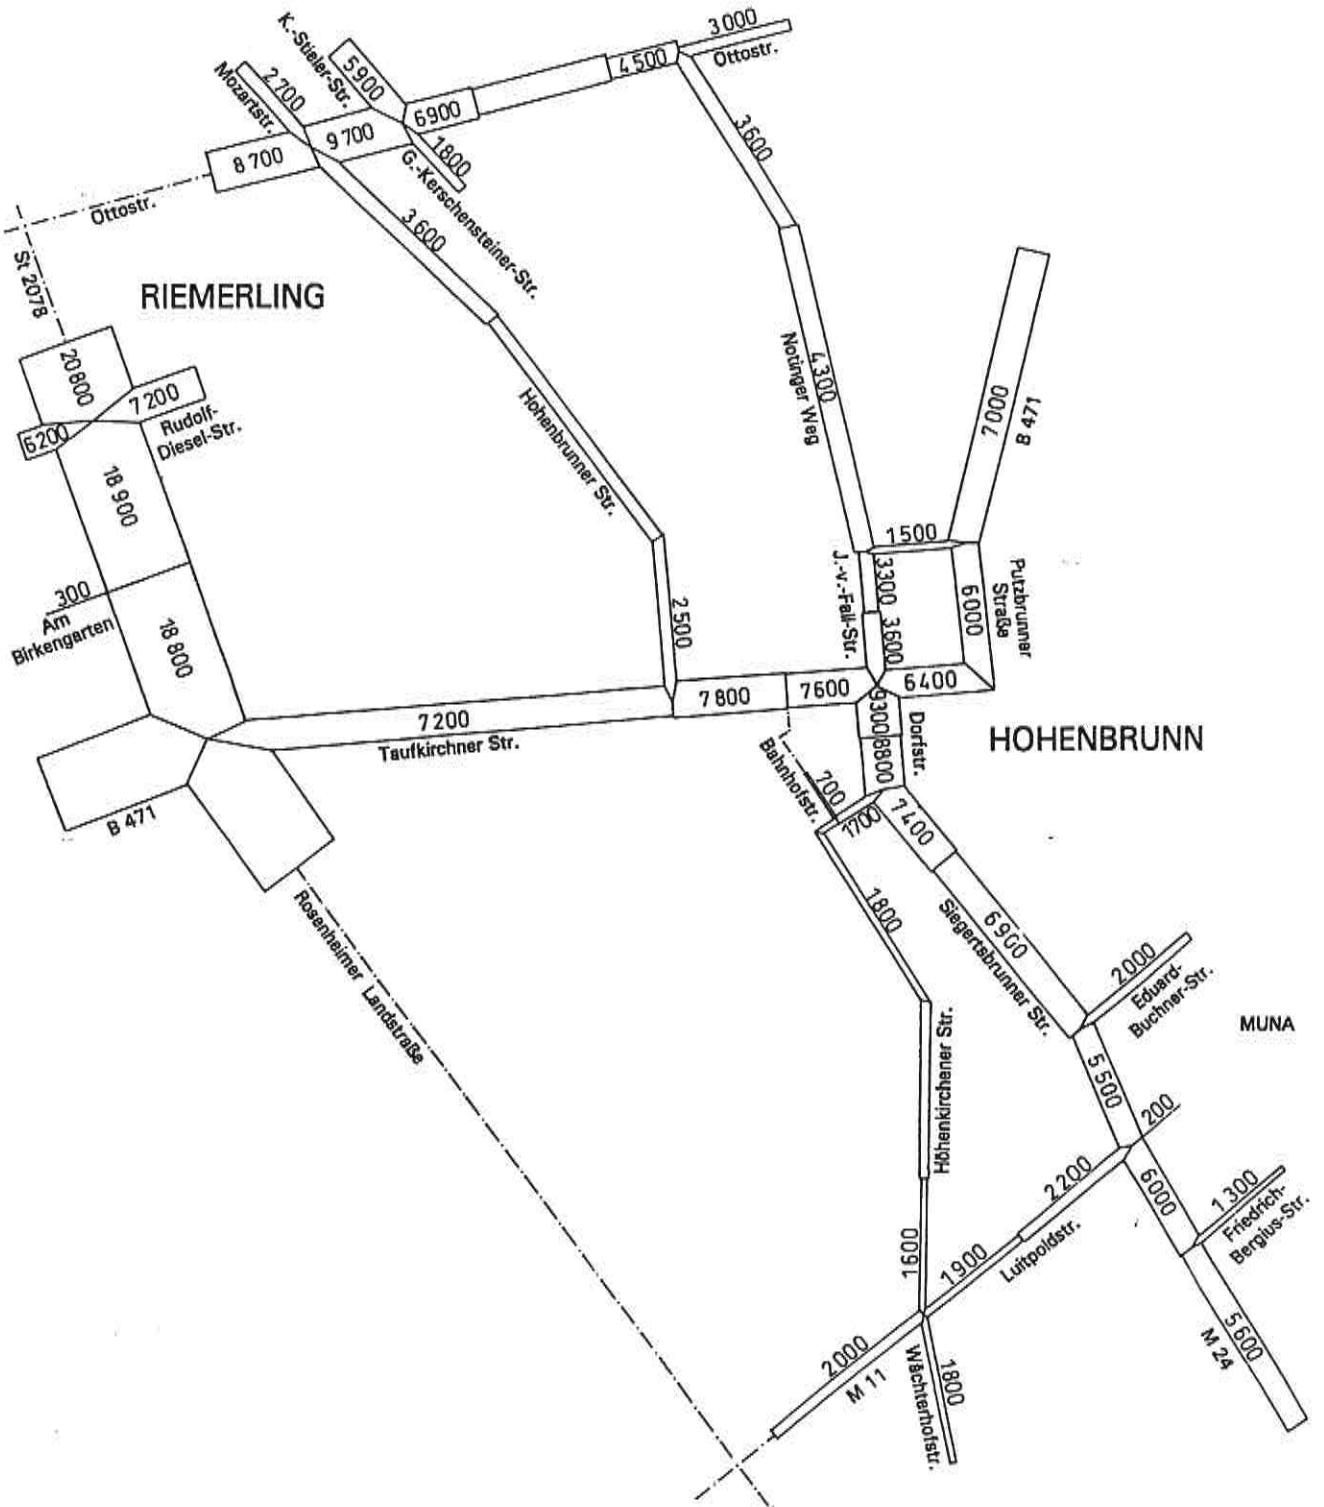 3000
Ottostr.
K.-Stieler-Str.
5900
4500
2700
Mozartstr.
6900
9700
8700
1800
G.-Kerschensteiner-Str.
3600
3600
Ottostr.
St 2078
RIEMERLING
20800
7200
Rudolf-
Diesel-Str.
6200
18900
Hohenbrunner Str.
Notinger Weg
4300
7000
B 471
1500
J.-v.-Fall-Str.
3300
3600
6000
Putzbrunner
Straße
300
Am
Birkengarten
18800
2500
7200
Taufkirchner Str.
7800
7600
6400
9300
8800
Dorfstr.
HOHENBRUNN
B 471
Bahnhofstr.
700
1700
7400
1800
6900
Siegertsbrunner Str.
2000
Eduard-
Buchner-Str.
MUNA
Rosenheimer Landstraße
Höhenkirchener Str.
5500
200
2200
6000
1300
Friedrich-
Bergius-Str.
1600
1900
Luitpoldstr.
5600
M 24
2000
M 11
Wächterhofstr.
1800